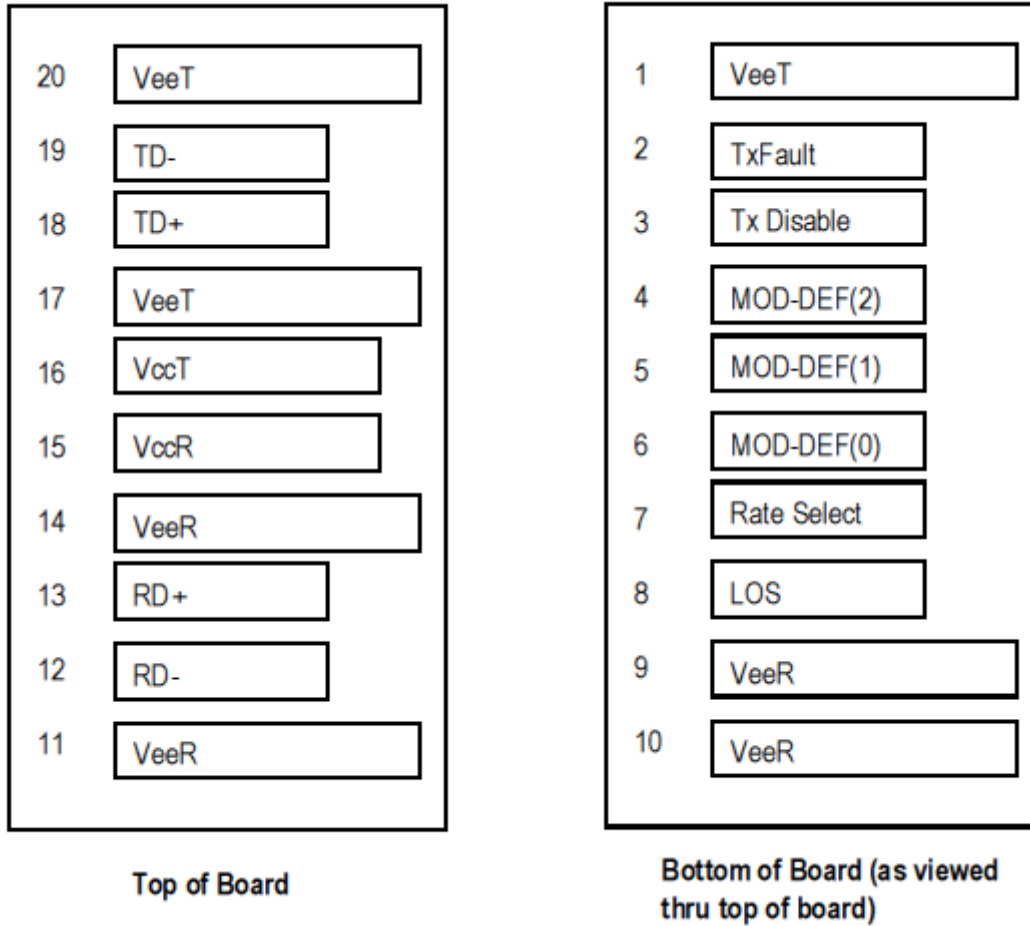 20 VeeT
19 TD-
18 TD+
17 VeeT
16 VccT
15 VccR
14 VeeR
13 RD+
12 RD-
11 VeeR
Top of Board
1 VeeT
2 TxFault
3 Tx Disable
4 MOD-DEF(2)
5 MOD-DEF(1)
6 MOD-DEF(0)
7 Rate Select
8 LOS
9 VeeR
10 VeeR
Bottom of Board (as viewed
thru top of board)